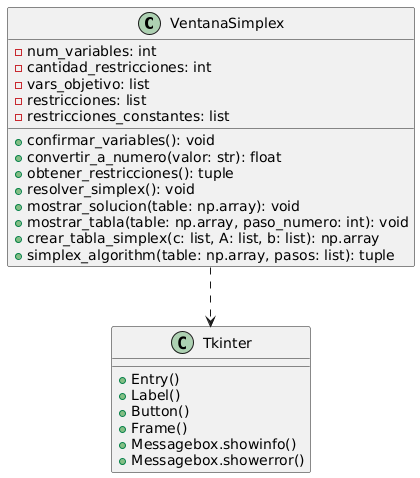 C VentanaSimplex
num_variables: int
cantidad_restricciones: int
vars_objetivo: list
restricciones: list
restricciones_constantes: list
confirmar_variables(): void
convertir_a_numero(valor: str): float
obtener_restricciones(): tuple
resolver_simplex(): void
mostrar_solucion(table: np.array): void
mostrar_tabla(table: np.array, paso_numero: int): void
crear_tabla_simplex(c: list, A: list, b: list): np.array
simplex_algorithm(table: np.array, pasos: list): tuple
C Tkinter
Entry()
Label()
Button()
Frame()
Messagebox.showinfo()
Messagebox.showerror()